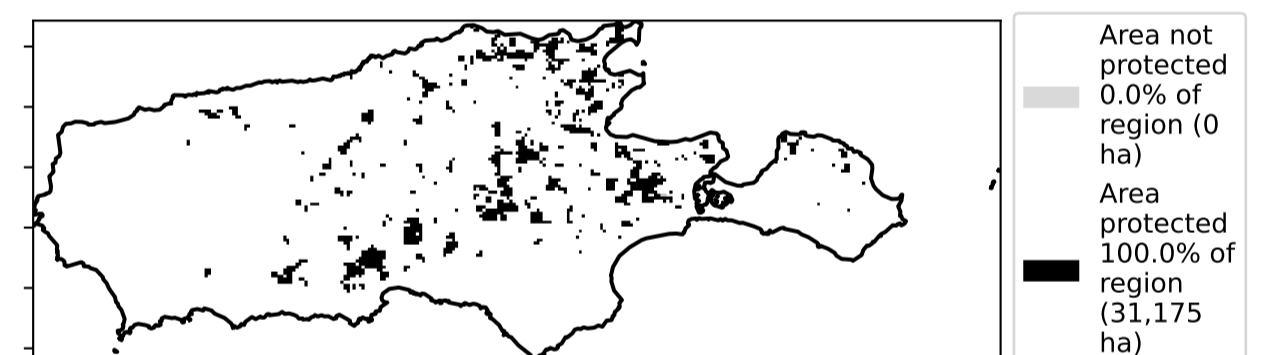 Area not
protected
0.0% of
region (0
ha)
Area
protected
100.0% of
region
(31,175
ha)